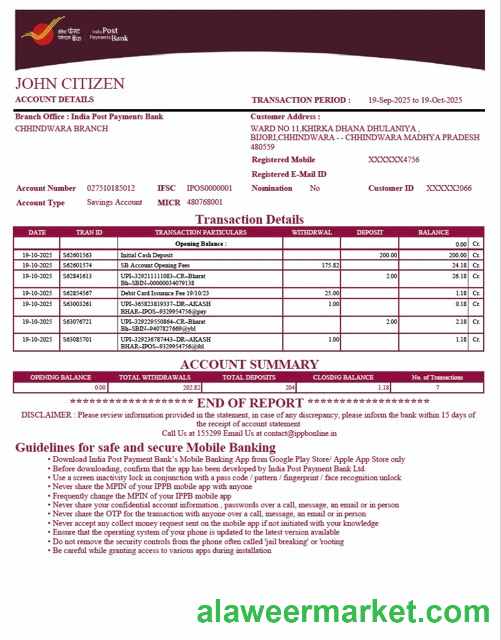 इंडिया पोस्ट
पेमेंट्स बैंक
India Post
Payments Bank
JOHN CITIZEN
ACCOUNT DETAILS
TRANSACTION PERIOD : 19-Sep-2025 to 19-Oct-2025
Branch Office : India Post Payments Bank
CHHINDWARA BRANCH
Customer Address :
WARD NO 11,KHIRKA DHANA DHULANIYA ,
BIJORI,CHHINDWARA - - CHHINDWARA MADHYA PRADESH
480559
Registered Mobile XXXXXX4756
Registered E-Mail ID
Account Number 027510185012 IFSC IPOS0000001 Nomination No Customer ID XXXXX2066
Account Type Savings Account MICR 480768001
Transaction Details
DATE TRAN ID TRANSACTION PARTICULARS WITHDRWAL DEPOSIT BALANCE
Opening Balance : 0.00 Cr.
19-10-2025 S62601563 Initial Cash Deposit 200.00 200.00 Cr.
19-10-2025 S62601574 SB Account Opening Fees 175.82 24.18 Cr.
19-10-2025 S62841613 UPI--329211111083--CR--Bharat 2.00 26.18 Cr.
Bh--SBIN--00000034079138
19-10-2025 S62854567 Debit Card Issuance Fee 19/10/23 25.00 1.18 Cr.
19-10-2025 S63003261 UPI--365823819337--DR--AKASH 1.00 0.18 Cr.
BHAR--IPOS--9329954756@pay
19-10-2025 S63076721 UPI--329229550864--CR--Bharat 2.00 2.18 Cr.
Bh--SBIN--9407827669@ybl
19-10-2025 S63085701 UPI--329236787443--DR--AKASH 1.00 1.18 Cr.
BHAR--IPOS--9329954756@ibl
ACCOUNT SUMMARY
OPENING BALANCE TOTAL WITHDRAWALS TOTAL DEPOSITS CLOSING BALANCE No. of Transactions
0.00 202.82 204 1.18 7
******************* END OF REPORT *******************
DISCLAIMER : Please review information provided in the statement, in case of any discrepancy, please inform the bank within 15 days of
the receipt of account statement
Call Us at 155299 Email Us at contact@ippbonline.in
Guidelines for safe and secure Mobile Banking
• Download India Post Payment Bank's Mobile Banking App from Google Play Store/ Apple App Store only
• Before downloading, confirm that the app has been developed by India Post Payment Bank Ltd.
• Use a screen inactivity lock in conjunction with a pass code / pattern / fingerprint / face recognition unlock
• Never share the MPIN of your IPPB mobile app with anyone
• Frequently change the MPIN of your IPPB mobile app
• Never share your confidential account information , passwords over a call, message, an email or in person
• Never share the OTP for the transaction with anyone over a call, message, an email or in person
• Never accept any collect money request sent on the mobile app if not initiated with your knowledge
• Ensure that the operating system of your phone is updated to the latest version available
• Do not remove the security controls from the phone often called 'jail breaking' or 'rooting
• Be careful while granting access to various apps during installation
alaweermarket.com